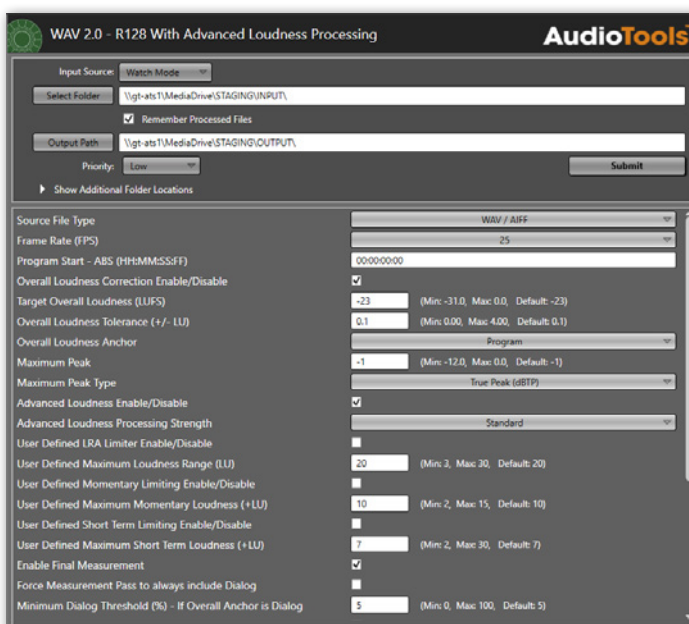 WAV 2.0 - R128 With Advanced Loudness Processing AudioTools
Input Source: Watch Mode
Select Folder \\gt-ats1\MediaDrive\STAGING\INPUT\
Remember Processed Files
Output Path \\gt-ats1\MediaDrive\STAGING\OUTPUT\
Priority: Low Submit
Show Additional Folder Locations
Source File Type WAV / AIFF
Frame Rate (FPS) 25
Program Start - ABS (HH:MM:SS:FF) 00:00:00:00
Overall Loudness Correction Enable/Disable
Target Overall Loudness (LUFS) -23 (Min: -31.0, Max: 0.0, Default: -23)
Overall Loudness Tolerance (+/- LU) 0.1 (Min: 0.00, Max: 4.00, Default: 0.1)
Overall Loudness Anchor Program
Maximum Peak -1 (Min: -12.0, Max: 0.0, Default: -1)
Maximum Peak Type True Peak (dBTP)
Advanced Loudness Enable/Disable
Advanced Loudness Processing Strength Standard
User Defined LRA Limiter Enable/Disable
User Defined Maximum Loudness Range (LU) 20 (Min: 3, Max: 30, Default: 20)
User Defined Momentary Limiting Enable/Disable
User Defined Maximum Momentary Loudness (+LU) 10 (Min: 2, Max: 15, Default: 10)
User Defined Short Term Limiting Enable/Disable
User Defined Maximum Short Term Loudness (+LU) 7 (Min: 2, Max: 30, Default: 7)
Enable Final Measurement
Force Measurement Pass to always include Dialog
Minimum Dialog Threshold (%) - If Overall Anchor is Dialog 5 (Min: 0, Max: 100, Default: 5)